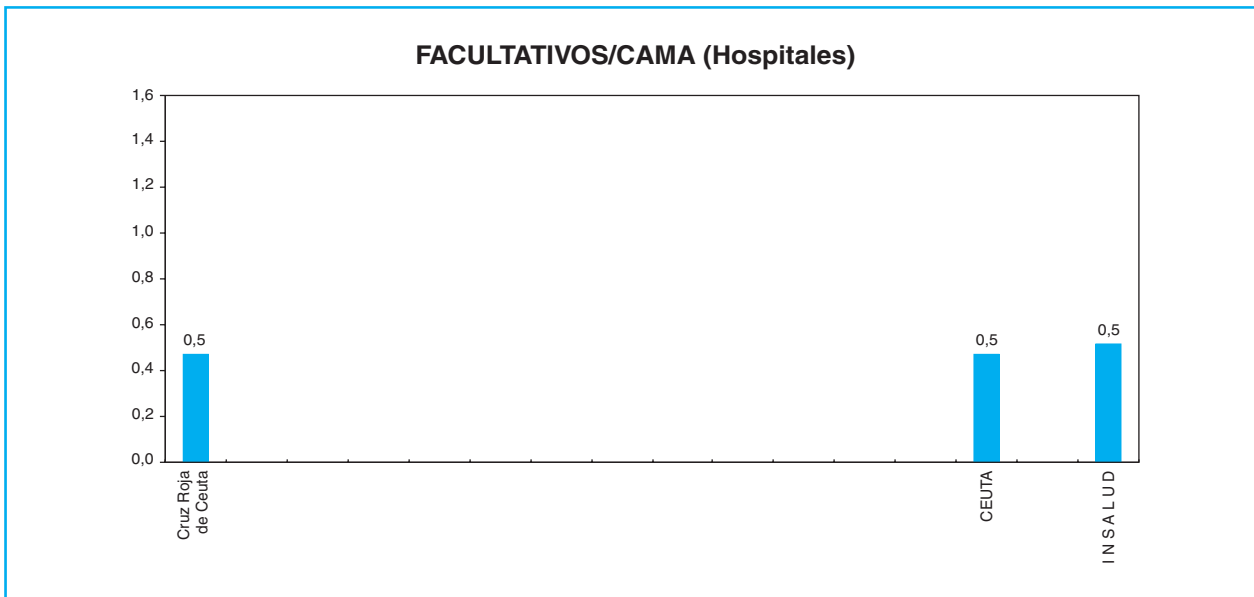 FACULTATIVOS/CAMA (Hospitales)
1,6
1,4
1,2
1,0
0,8
0,6
0,4
0,2
0,0
0,5
0,5
0,5
Cruz Roja
de Ceuta
CEUTA
I N S A L U D